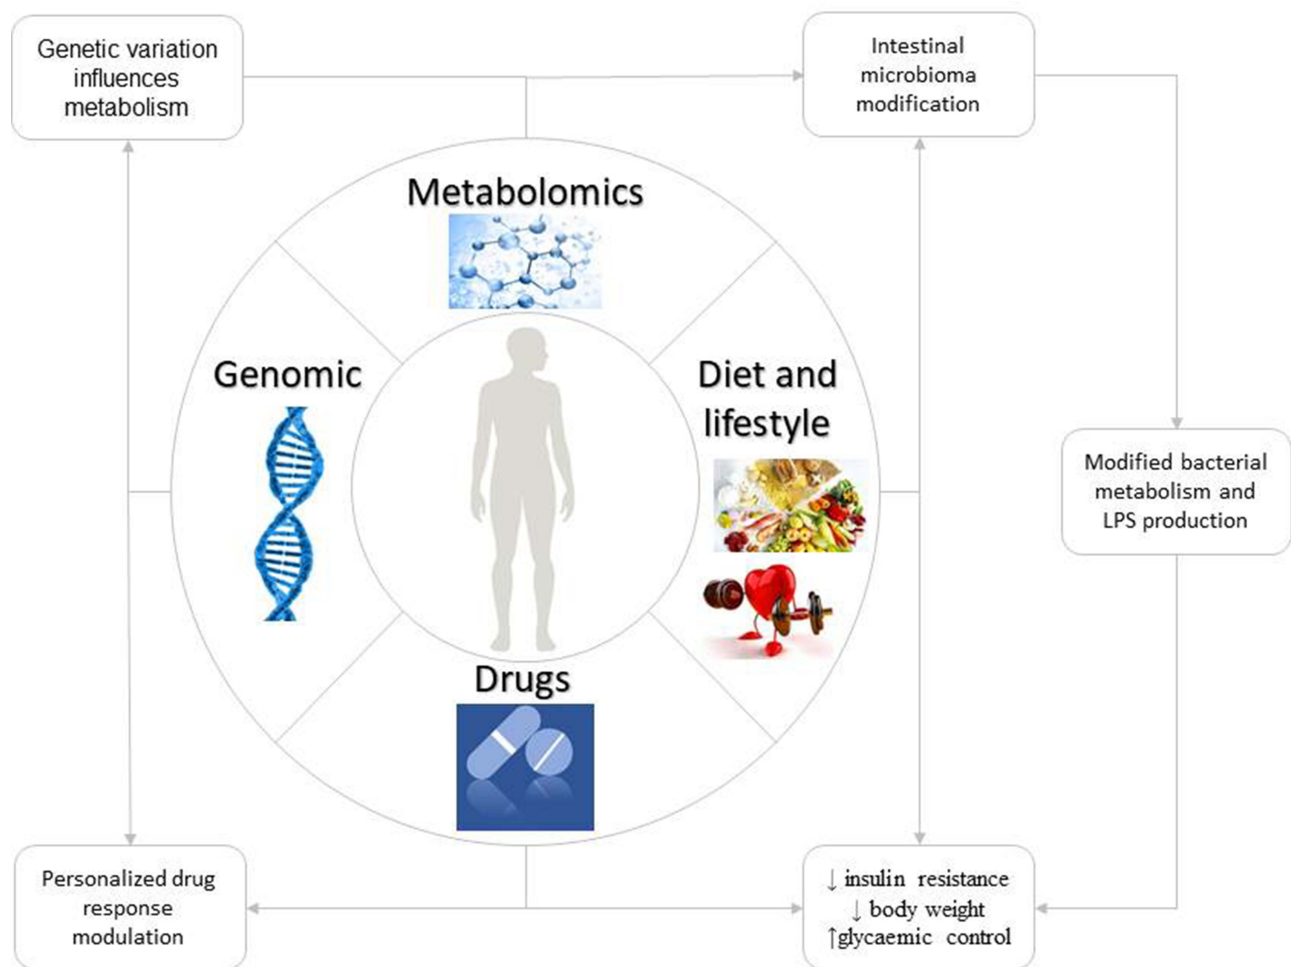 Genetic variation
influences
metabolism
Intestinal
microbioma
modification
Metabolomics
Genomic
Diet and
lifestyle
Modified bacterial
metabolism and
LPS production
Drugs
Personalized drug
response
modulation
↓ insulin resistance
↓ body weight
↑glycaemic control